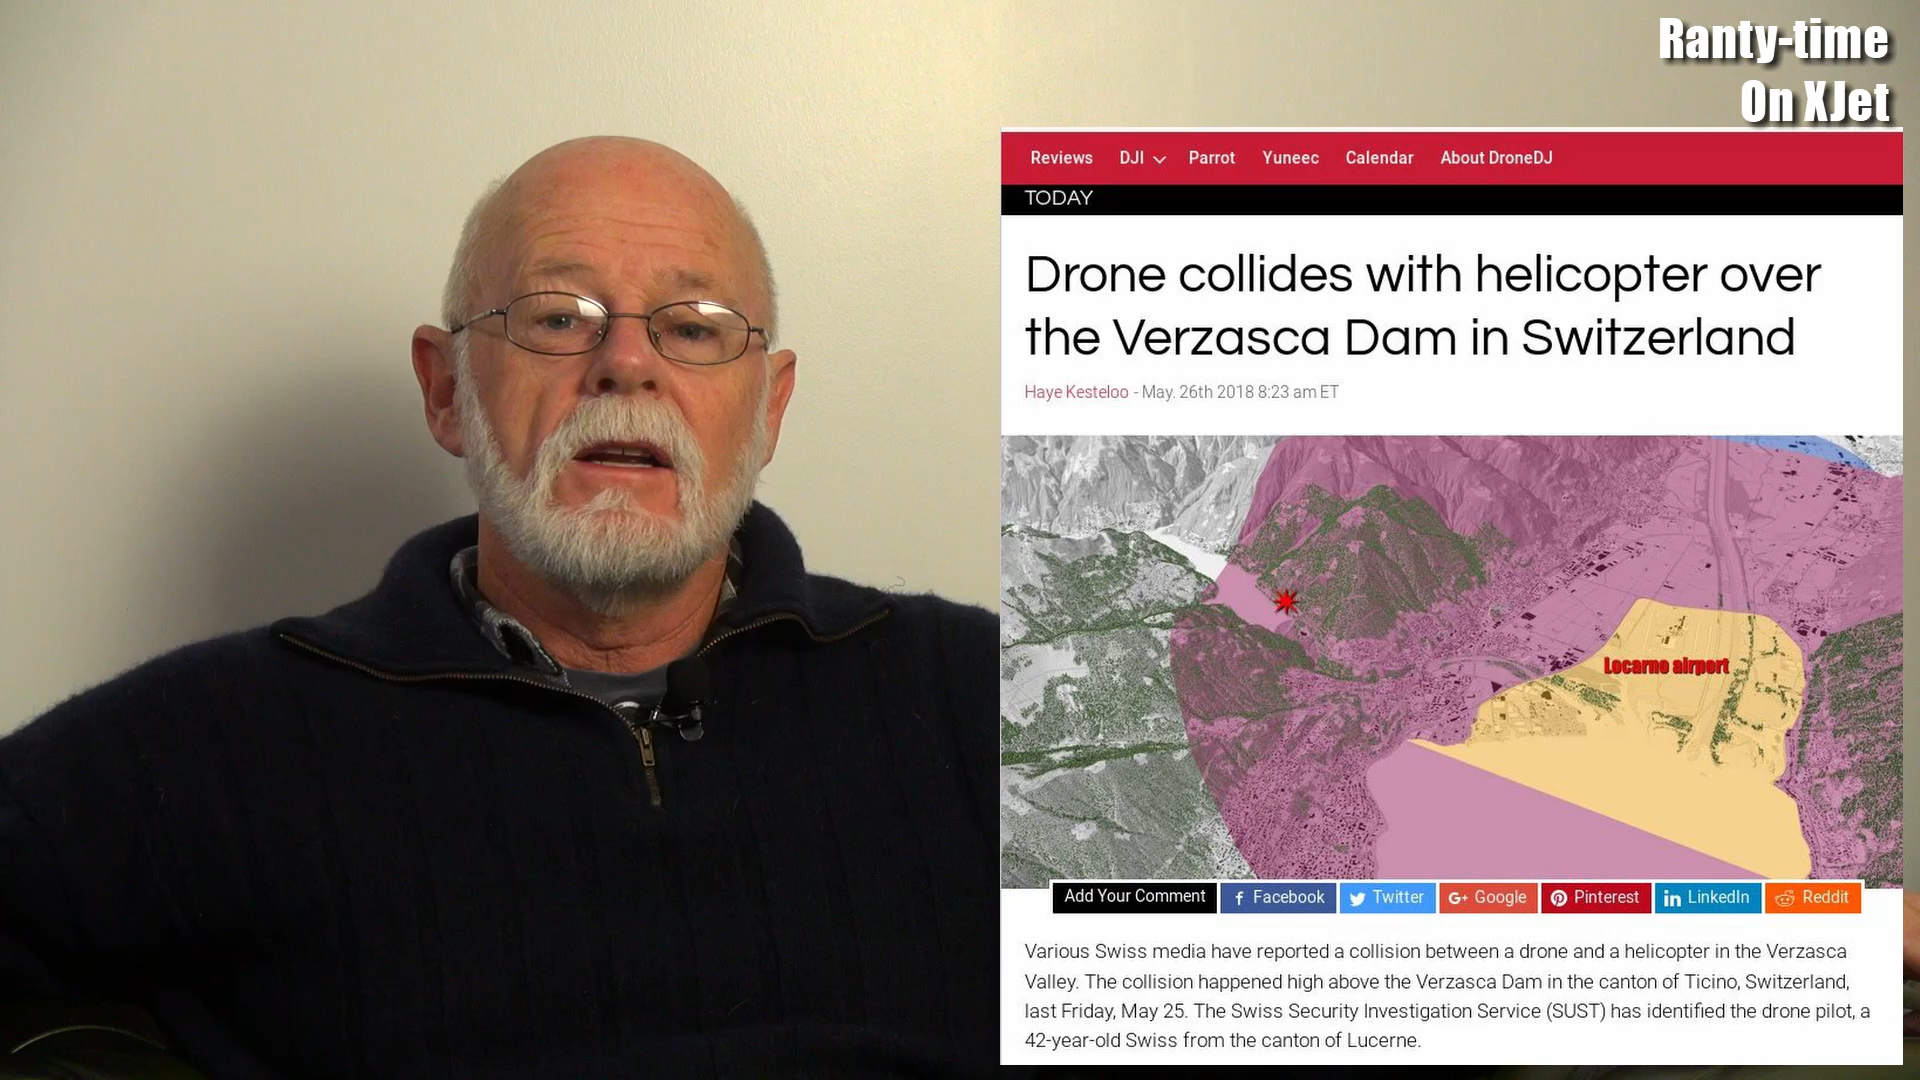 Ranty-time
On XJet
Reviews DJI Parrot Yuneec Calendar About DroneDJ
TODAY
Drone collides with helicopter over
the Verzasca Dam in Switzerland
Haye Kesteloo - May. 26th 2018 8:23 am ET
Locarno airport
Add Your Comment Facebook Twitter G+ Google Pinterest LinkedIn Reddit
Various Swiss media have reported a collision between a drone and a helicopter in the Verzasca
Valley. The collision happened high above the Verzasca Dam in the canton of Ticino, Switzerland,
last Friday, May 25. The Swiss Security Investigation Service (SUST) has identified the drone pilot, a
42-year-old Swiss from the canton of Lucerne.